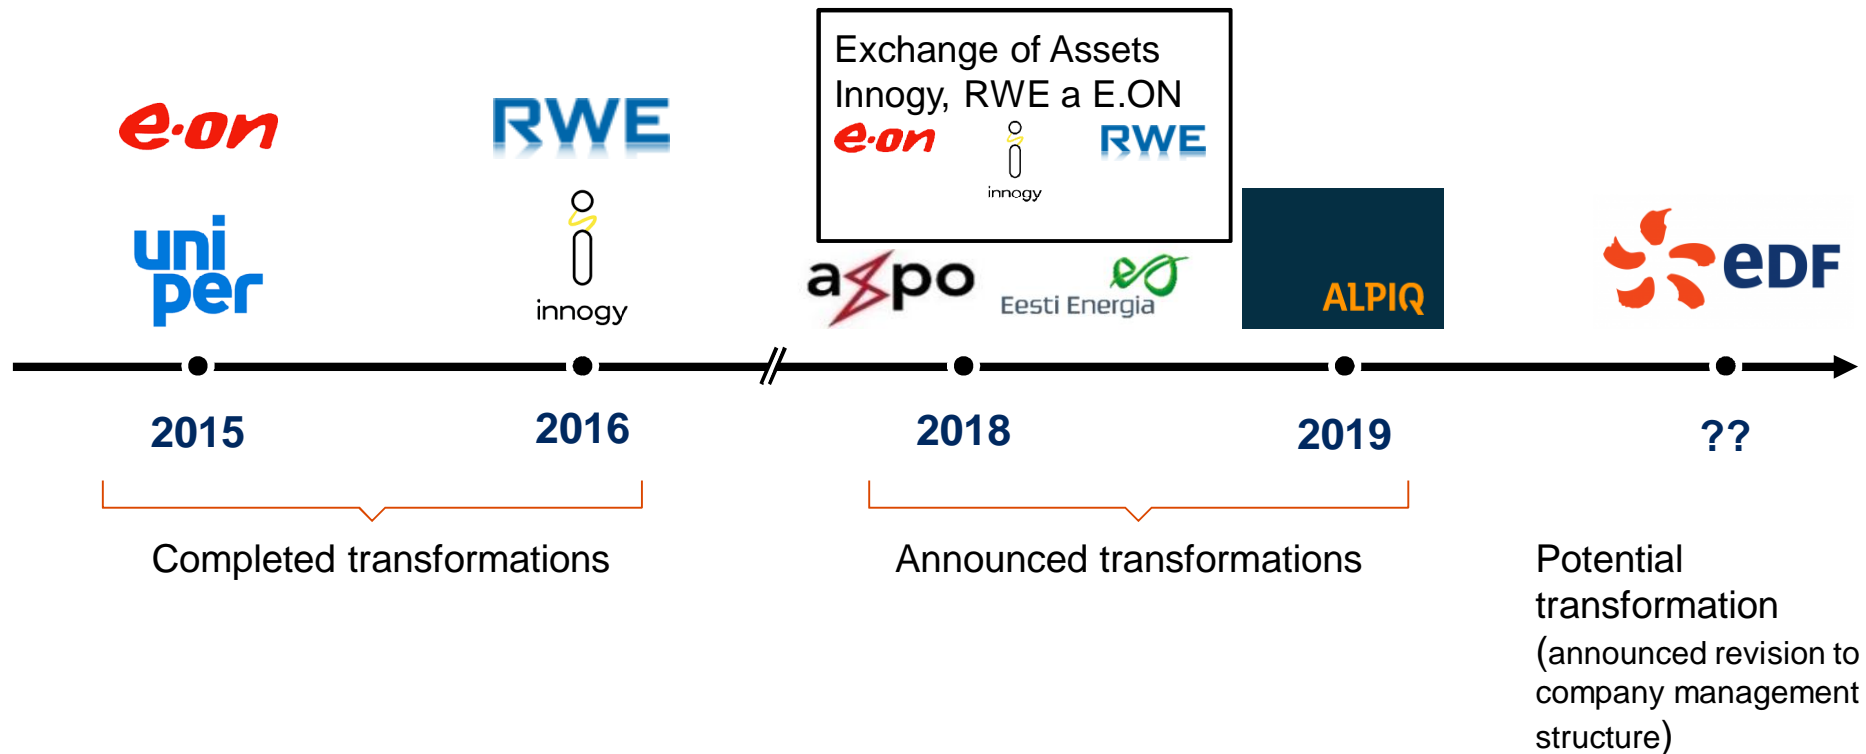 Exchange of Assets
Innogy, RWE a E.ON
e·on
innogy
RWE
e·on
RWE
uni
per
innogy
axpo
Eesti Energia
ALPIQ
eDF
2015
2016
2018
2019
??
Completed transformations
Announced transformations
Potential
transformation
(announced revision to
company management
structure)